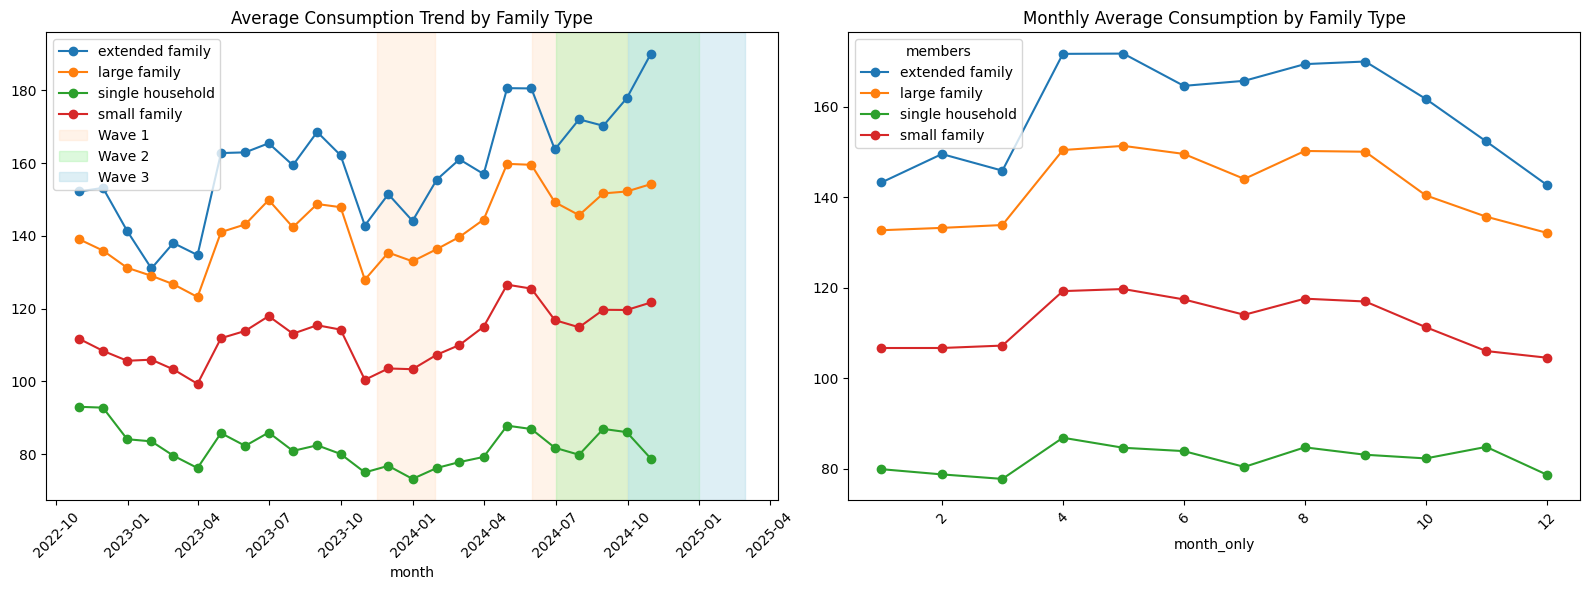 Average Consumption Trend by Family Type
extended family
large family
single household
small family
Wave 1
Wave 2
Wave 3
180
160
140
120
100
80
2022-10
2023-01
2023-04
2023-07
2023-10
2024-01
2024-04
2024-07
2024-10
2025-01
2025-04
month
Monthly Average Consumption by Family Type
members
extended family
large family
single household
small family
160
140
120
100
80
2
4
6
8
10
12
month_only